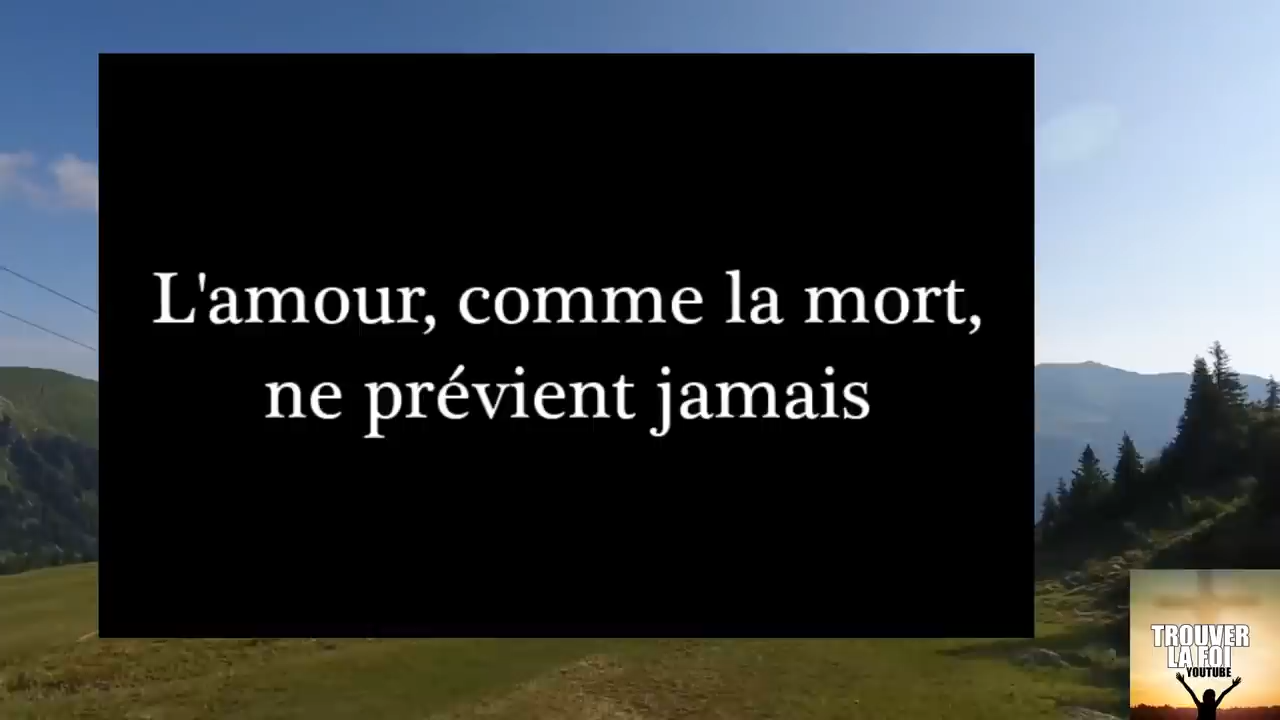 L'amour, comme la mort,
ne prévient jamais
TROUVER
LA FOI
YOUTUBE